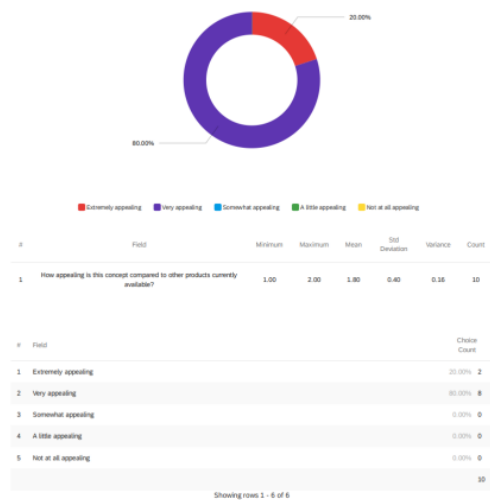 20.00%
80.00%
Extremely appealing Very appealing Somewhat appealing A little appealing Not at all appealing
# Field Minimum Maximum Mean Std Deviation Variance Count
1 How appealing is this concept compared to other products currently available? 1.00 2.00 1.80 0.40 0.16 10
# Field Choice Count
1 Extremely appealing 20.00% 2
2 Very appealing 80.00% 8
3 Somewhat appealing 0.00% 0
4 A little appealing 0.00% 0
5 Not at all appealing 0.00% 0
10
Showing rows 1 - 6 of 6